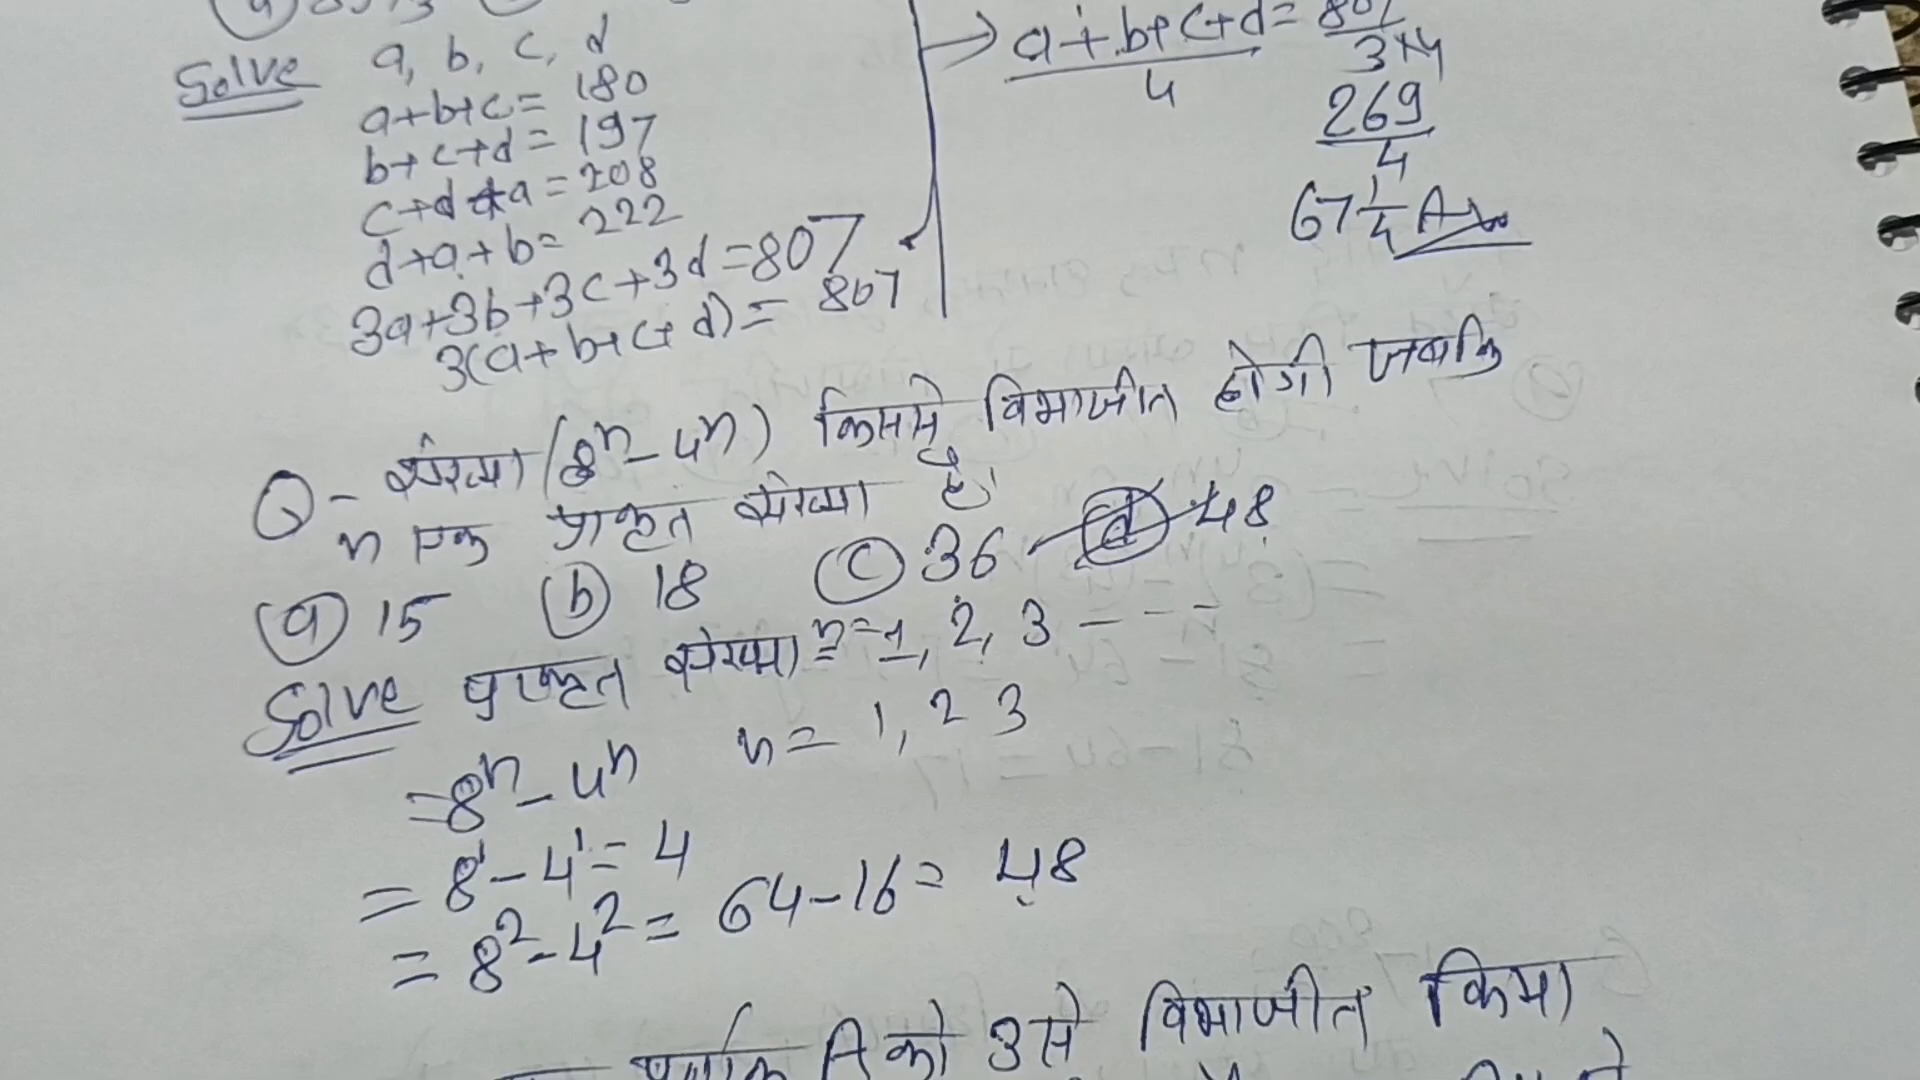 Solve a, b, c, d
a+b+c= 180
b+c+d= 197
c+d+a=208
d+a+b= 222
3a+3b+3c+3d=807
3(a+b+c+d)= 807
a+b+c+d= 807
4 3×4
269
4
67 1/4 Ans
Q- संख्या (8ⁿ-4ⁿ) किससे विभाजीत होगी जबकि
n एक प्राकृत संख्या है।
(a) 15 (b) 18 (c) 36 (d) 48
Solve प्राकृत संख्या n=1, 2, 3 ----
=8ⁿ-4ⁿ n= 1, 2 3
= 8¹-4¹= 4
= 8²-4²= 64-16= 48
पूर्णांक A को 3 से विभाजीत किया